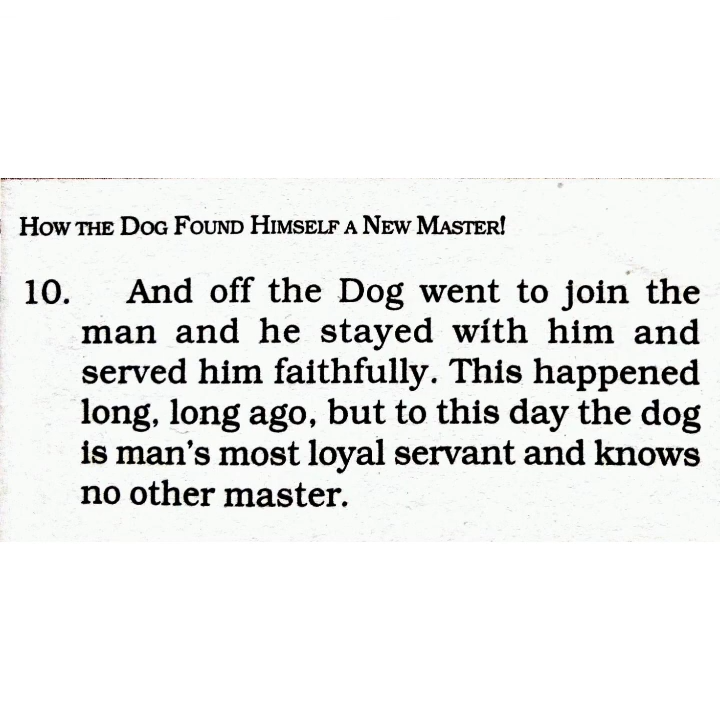 How the Dog Found Himself a New Master!
10. And off the Dog went to join the
man and he stayed with him and
served him faithfully. This happened
long, long ago, but to this day the dog
is man's most loyal servant and knows
no other master.